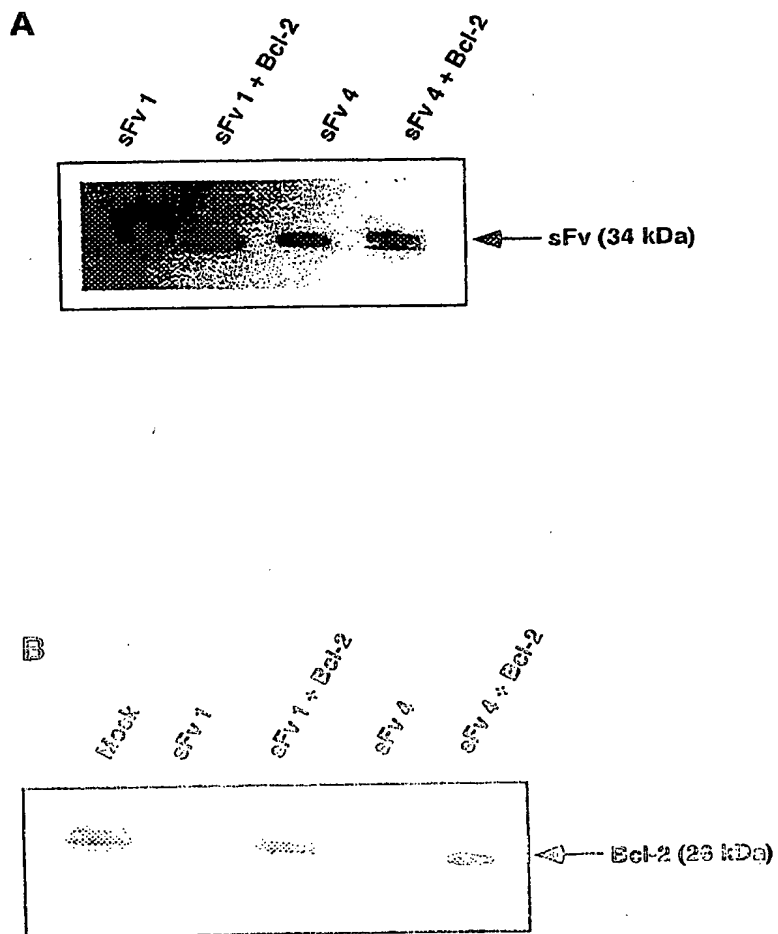 A
sFv 1
sFv 1 + Bcl-2
sFv 4
sFv 4 + Bcl-2
sFv (34 kDa)
B
Mock
sFv 1
sFv 1 + Bcl-2
sFv 4
sFv 4 + Bcl-2
Bcl-2 (26 kDa)